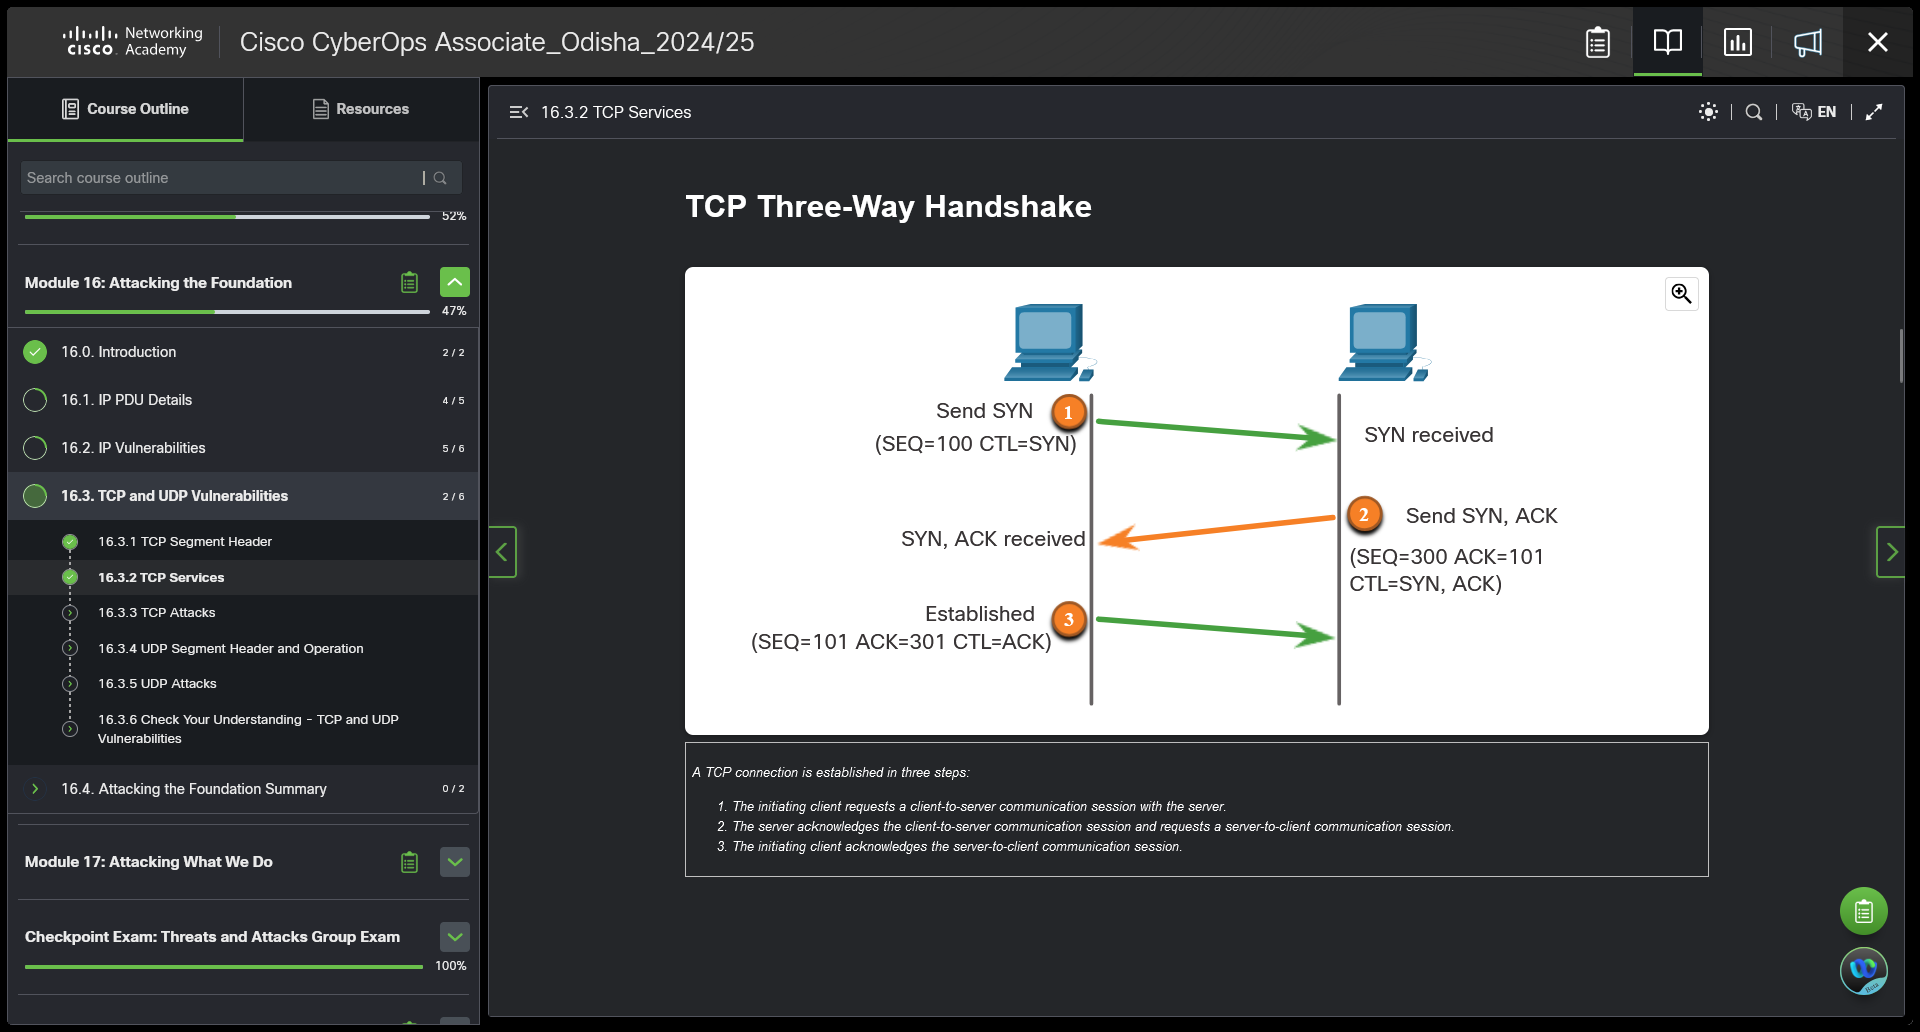 CISCO
Networking
Academy
Cisco CyberOps Associate_Odisha_2024/25
Course Outline
Resources
Search course outline
52%
Module 16: Attacking the Foundation
47%
16.0. Introduction
2 / 2
16.1. IP PDU Details
4 / 5
16.2. IP Vulnerabilities
5 / 6
16.3. TCP and UDP Vulnerabilities
2 / 6
16.3.1 TCP Segment Header
16.3.2 TCP Services
16.3.3 TCP Attacks
16.3.4 UDP Segment Header and Operation
16.3.5 UDP Attacks
16.3.6 Check Your Understanding - TCP and UDP
Vulnerabilities
16.4. Attacking the Foundation Summary
0 / 2
Module 17: Attacking What We Do
Checkpoint Exam: Threats and Attacks Group Exam
100%
16.3.2 TCP Services
EN
TCP Three-Way Handshake
Send SYN
1
(SEQ=100 CTL=SYN)
SYN received
2
Send SYN, ACK
SYN, ACK received
(SEQ=300 ACK=101
CTL=SYN, ACK)
Established
3
(SEQ=101 ACK=301 CTL=ACK)
A TCP connection is established in three steps:
1. The initiating client requests a client-to-server communication session with the server.
2. The server acknowledges the client-to-server communication session and requests a server-to-client communication session.
3. The initiating client acknowledges the server-to-client communication session.
Beta